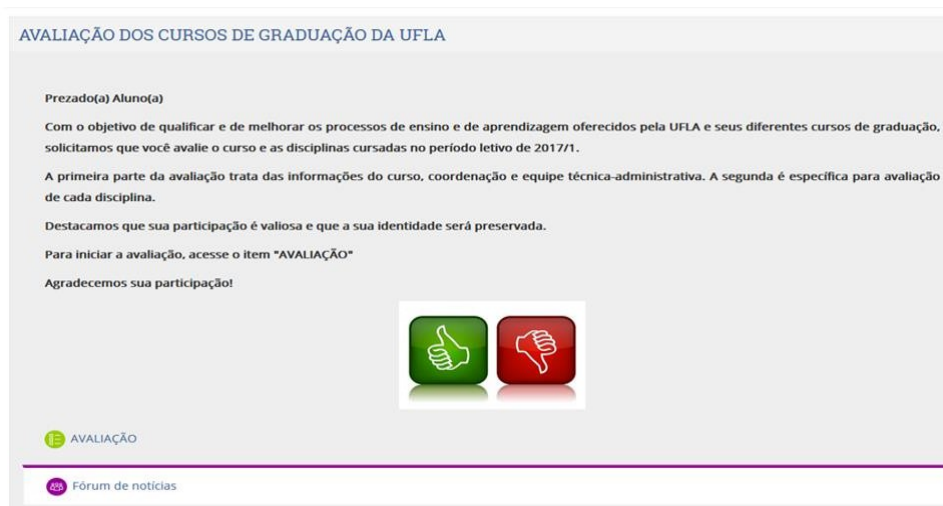 AVALIAÇÃO DOS CURSOS DE GRADUAÇÃO DA UFLA
Prezado(a) Aluno(a)
Com o objetivo de qualificar e de melhorar os processos de ensino e de aprendizagem oferecidos pela UFLA e seus diferentes cursos de graduação,
solicitamos que você avalie o curso e as disciplinas cursadas no período letivo de 2017/1.
A primeira parte da avaliação trata das informações do curso, coordenação e equipe técnica-administrativa. A segunda é específica para avaliação
de cada disciplina.
Destacamos que sua participação é valiosa e que a sua identidade será preservada.
Para iniciar a avaliação, acesse o item "AVALIAÇÃO"
Agradecemos sua participação!
AVALIAÇÃO
Fórum de notícias